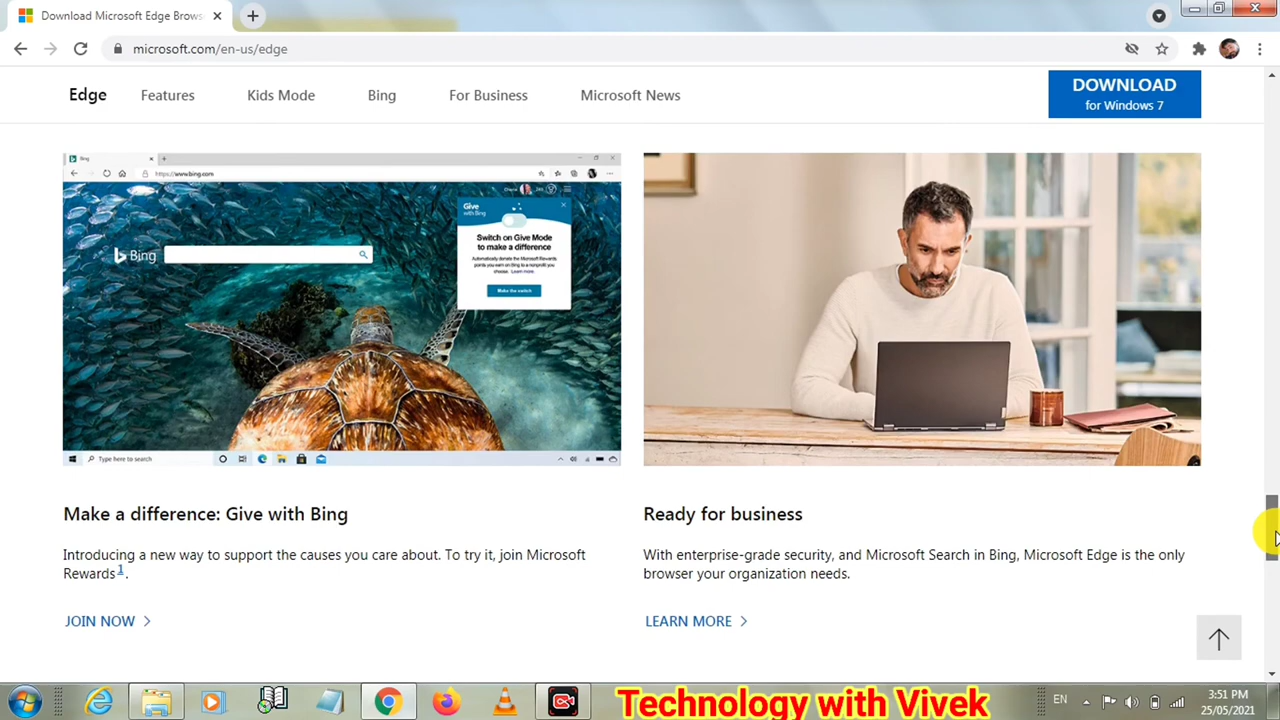 Download Microsoft Edge Brows
microsoft.com/en-us/edge
Edge
Features
Kids Mode
Bing
For Business
Microsoft News
DOWNLOAD
for Windows 7
Bing
https://www.bing.com
Give
with Bing
Switch on Give Mode
to make a difference
Automatically donate the Microsoft Rewards
points you earn on Bing to a nonprofit you
choose. Learn more.
Make the switch
Bing
Type here to search
Make a difference: Give with Bing
Introducing a new way to support the causes you care about. To try it, join Microsoft
Rewards 1.
JOIN NOW
Ready for business
With enterprise-grade security, and Microsoft Search in Bing, Microsoft Edge is the only
browser your organization needs.
LEARN MORE
Technology with Vivek
EN
3:51 PM
25/05/2021